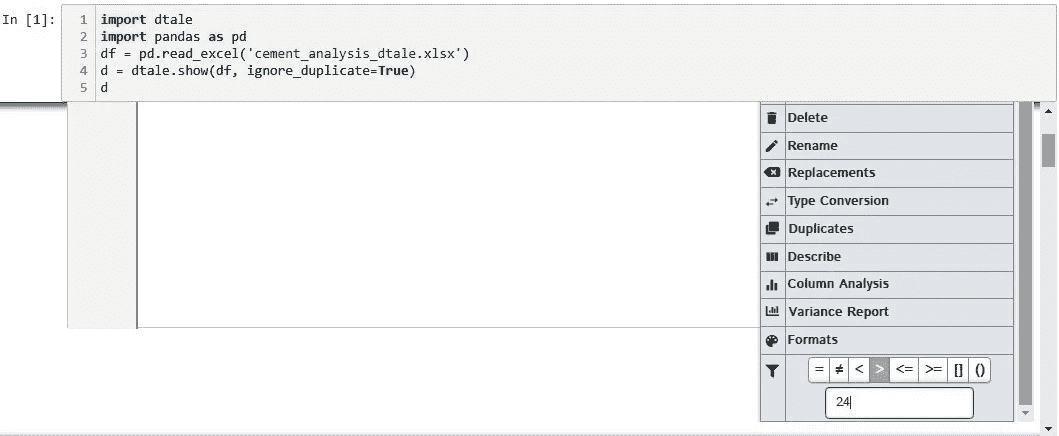 In [1]:
1 import dtale
2 import pandas as pd
3 df = pd.read_excel('cement_analysis_dtale.xlsx')
4 d = dtale.show(df, ignore_duplicate=True)
5 d
Delete
Rename
Replacements
Type Conversion
Duplicates
Describe
Column Analysis
Variance Report
Formats
= ≠ < > <= >= [] ()
24